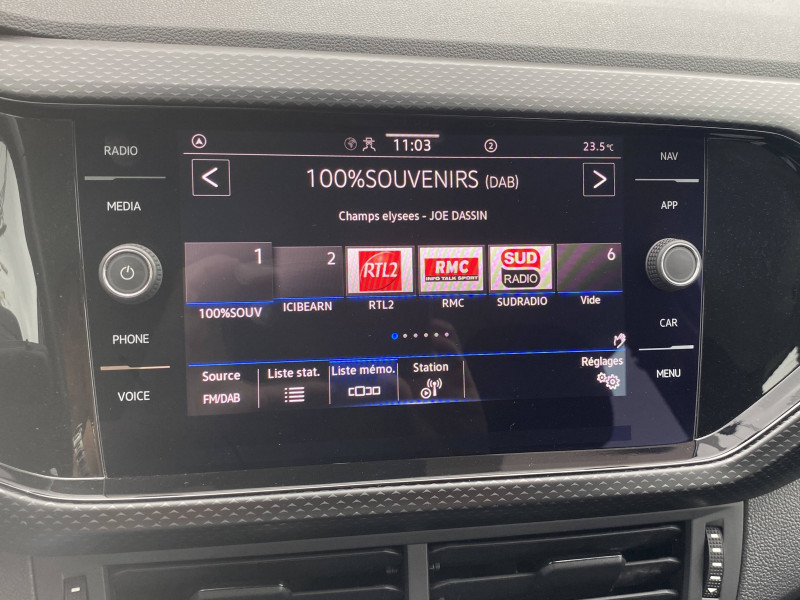 RADIO
MEDIA
PHONE
VOICE
11:03
2
23.5°C
< 100%SOUVENIRS (DAB) >
Champs elysees - JOE DASSIN
1 2 6
RTL2 RMC SUD
INFO TALK SPORT RADIO
100%SOUV ICIBEARN RTL2 RMC SUDRADIO Vide
Source Liste stat. Liste mémo. Station Réglages
FM/DAB
NAV
APP
CAR
MENU